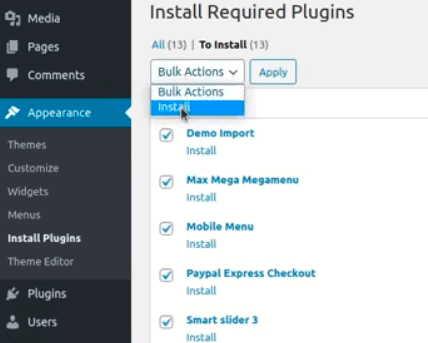 Media
Pages
Comments
Appearance
Themes
Customize
Widgets
Menus
Install Plugins
Theme Editor
Plugins
Users
Install Required Plugins
All (13) | To Install (13)
Bulk Actions Apply
Bulk Actions
Install
Demo Import
Install
Max Mega Megamenu
Install
Mobile Menu
Install
Paypal Express Checkout
Install
Smart slider 3
Install